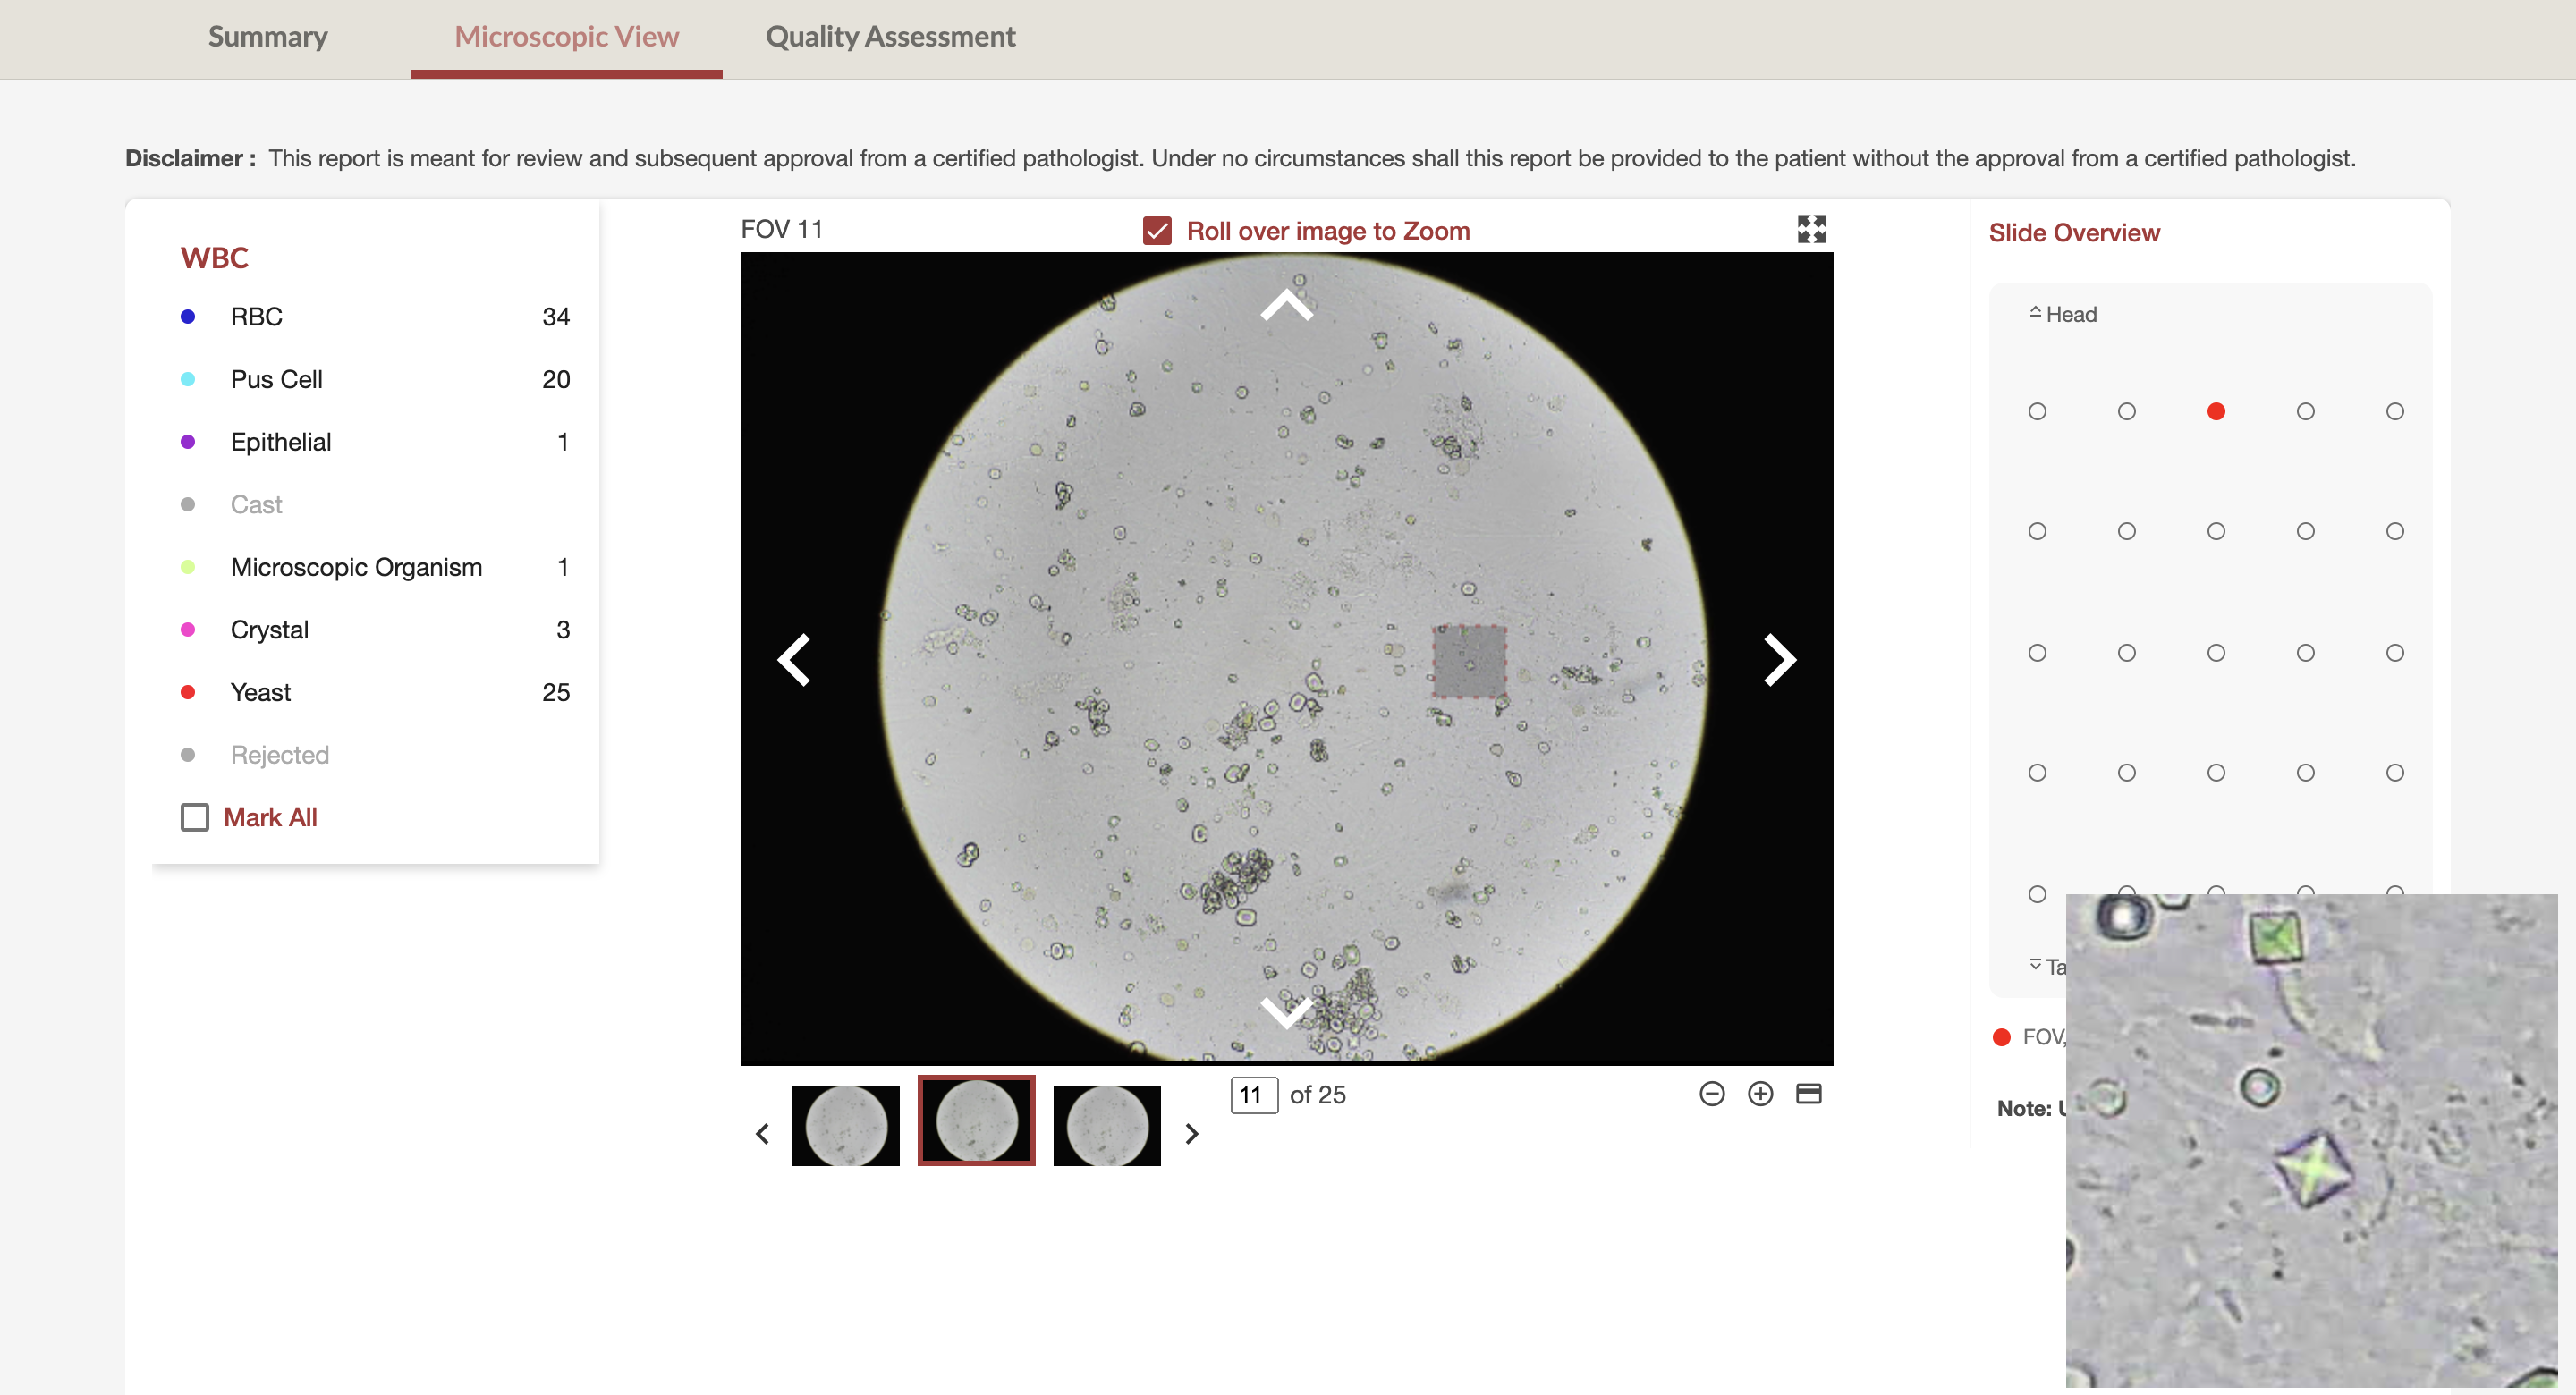 Summary Microscopic View Quality Assessment
Disclaimer : This report is meant for review and subsequent approval from a certified pathologist. Under no circumstances shall this report be provided to the patient without the approval from a certified pathologist.
WBC
RBC 34
Pus Cell 20
Epithelial 1
Cast
Microscopic Organism 1
Crystal 3
Yeast 25
Rejected
Mark All
FOV 11 Roll over image to Zoom
11 of 25
Slide Overview
Head
Ta
FOV,
Note: